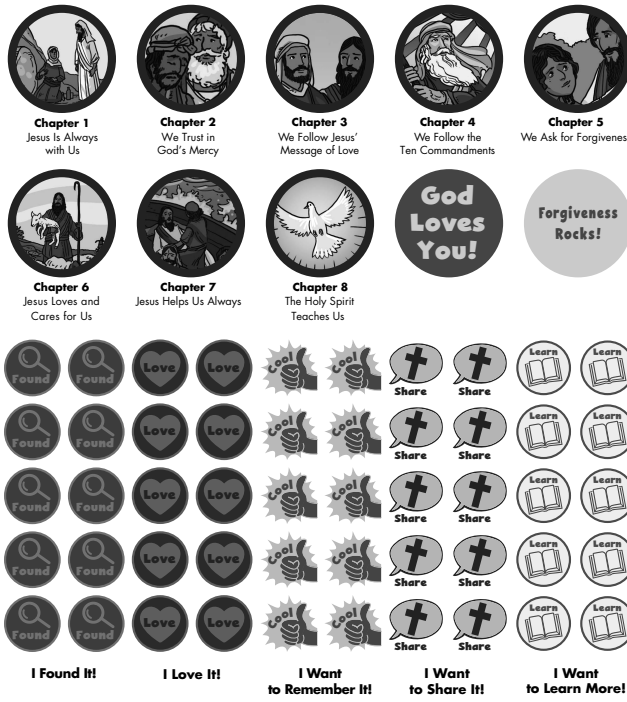 Chapter 1
Jesus Is Always
with Us
Chapter 2
We Trust in
God's Mercy
Chapter 3
We Follow Jesus'
Message of Love
Chapter 4
We Follow the
Ten Commandments
Chapter 5
We Ask for Forgivenes
Chapter 6
Jesus Loves and
Cares for Us
Chapter 7
Jesus Helps Us Always
Chapter 8
The Holy Spirit
Teaches Us
God
Loves
You!
Forgiveness
Rocks!
Found Found Love Love Cool Cool Share Share Learn Learn
Found Found Love Love Cool Cool Share Share Learn Learn
Found Found Love Love Cool Cool Share Share Learn Learn
Found Found Love Love Cool Cool Share Share Learn Learn
Found Found Love Love Cool Cool Share Share Learn Learn
I Found It!
I Love It!
I Want
to Remember It!
I Want
to Share It!
I Want
to Learn More!